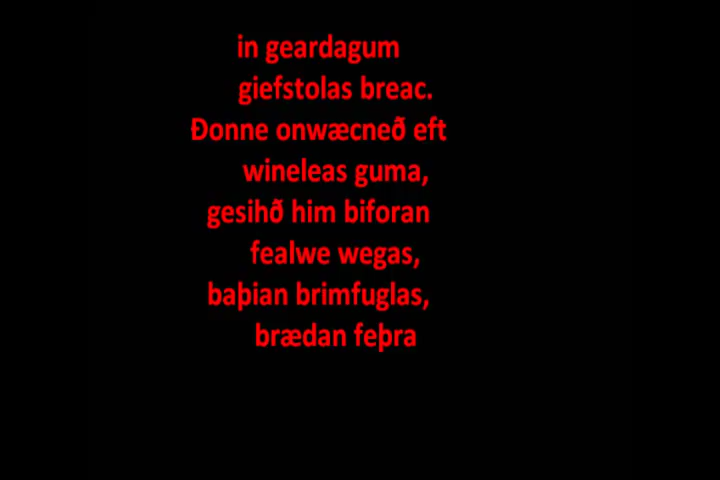 in geardagum
giefstolas breac.
Ðonne onwæcneð eft
wineleas guma,
gesihð him biforan
fealwe wegas,
baþian brimfuglas,
brædan feþra